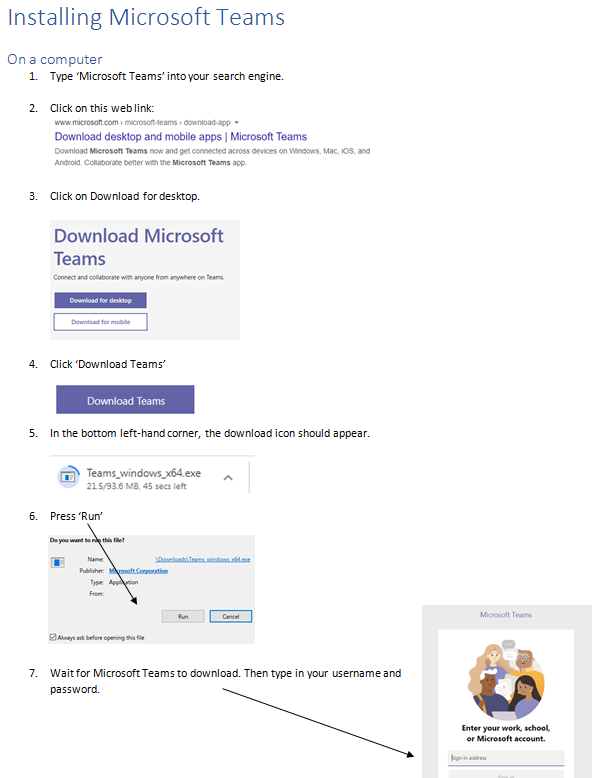 Installing Microsoft Teams
On a computer
1. Type ‘Microsoft Teams’ into your search engine.
2. Click on this web link:
www.microsoft.com › microsoft-teams › download-app
Download desktop and mobile apps | Microsoft Teams
Download Microsoft Teams now and get connected across devices on Windows, Mac, iOS, and
Android. Collaborate better with the Microsoft Teams app.
3. Click on Download for desktop.
Download Microsoft
Teams
Connect and collaborate with anyone from anywhere on Teams.
Download for desktop
Download for mobile
4. Click ‘Download Teams’
Download Teams
5. In the bottom left-hand corner, the download icon should appear.
Teams_windows_x64.exe
21.5/93.6 MB, 45 secs left
6. Press ‘Run’
Do you want to run this file?
Name: \Downloads\Teams_windows_x64.exe
Publisher: Microsoft Corporation
Type: Application
From:
Run Cancel
Always ask before opening this file
7. Wait for Microsoft Teams to download. Then type in your username and
password.
Microsoft Teams
Enter your work, school,
or Microsoft account.
Sign-in address
Sign in